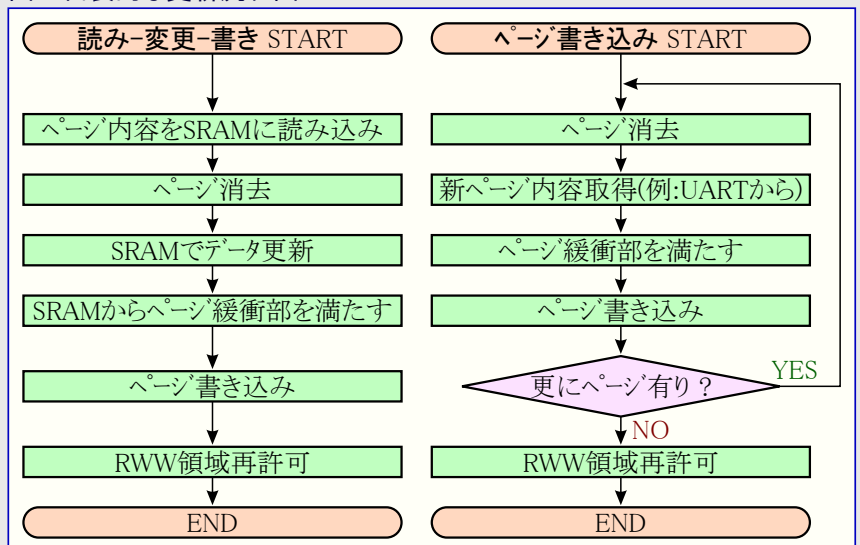 読み-変更-書き START
ページ内容をSRAMに読み込み
ページ消去
SRAMでデータ更新
SRAMからページ緩衝部を満たす
ページ書き込み
RWW領域再許可
END
ページ書き込み START
ページ消去
新ページ内容取得(例:UARTから)
ページ緩衝部を満たす
ページ書き込み
更にページ有り?
YES
NO
RWW領域再許可
END